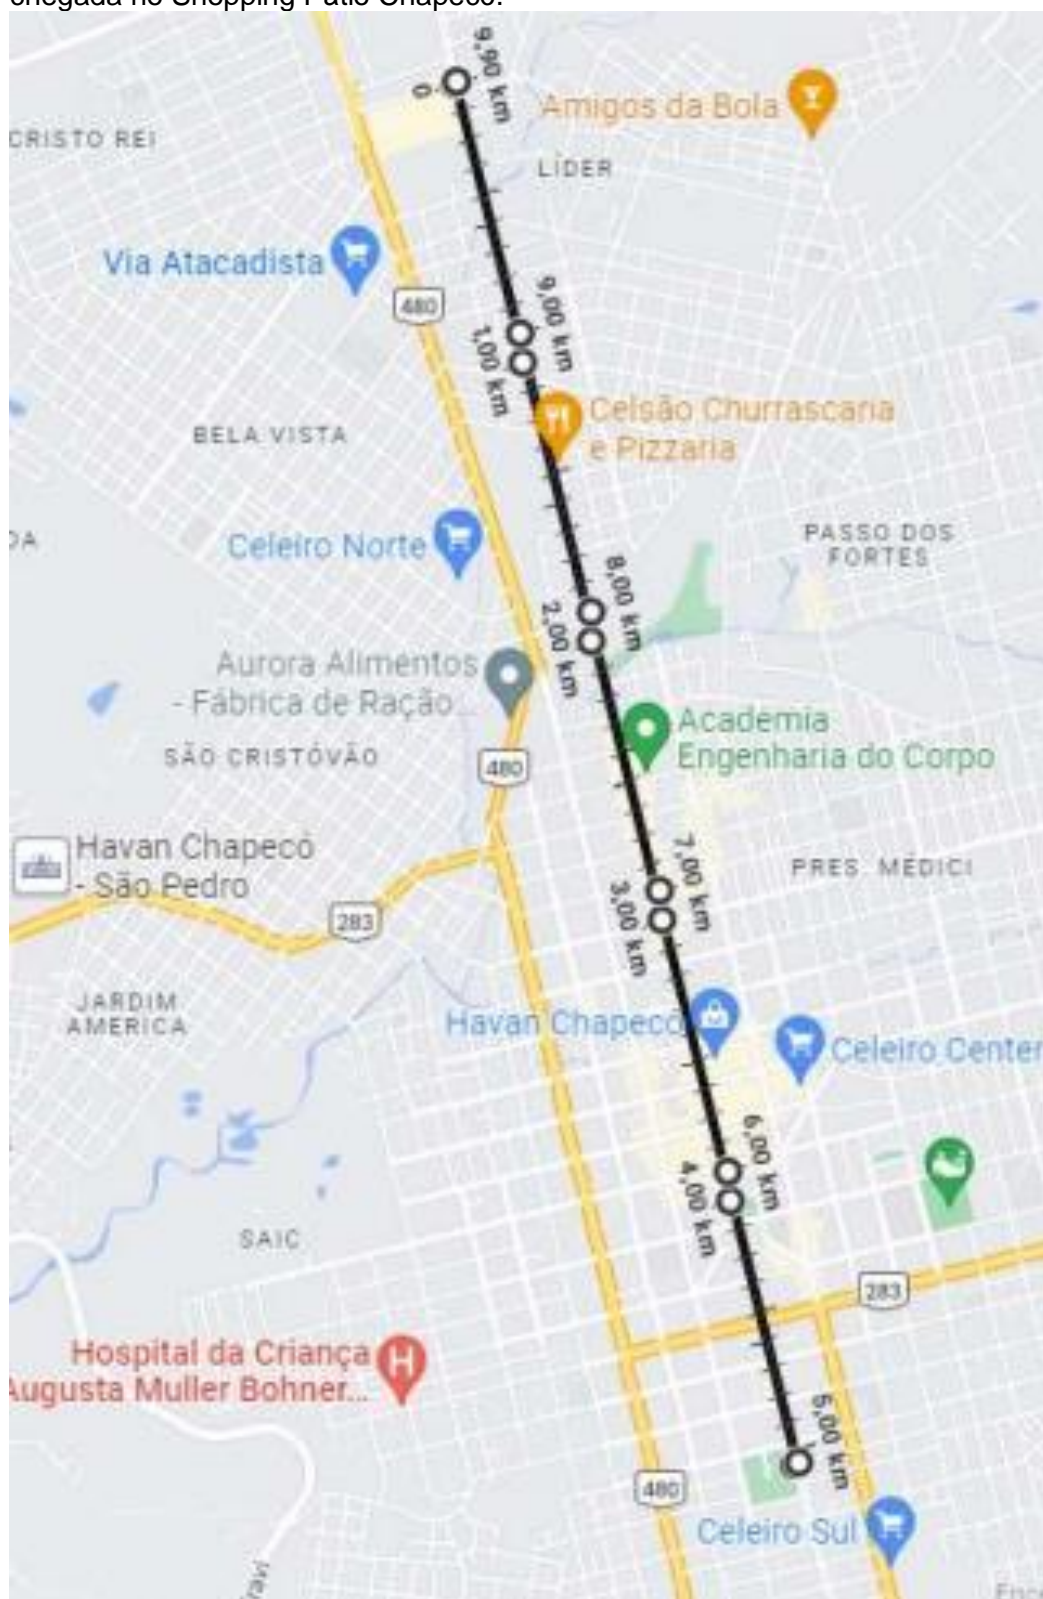 chegada no Shopping Pátio Chapecó.
9,90 km
0
Amigos da Bola
CRISTO REI
LÍDER
Via Atacadista
480
9,00 km
1,00 km
Celsão Churrascaria
e Pizzaria
BELA VISTA
PASSO DOS
FORTES
DA
Celeiro Norte
8,00 km
2,00 km
Aurora Alimentos
- Fábrica de Ração...
Academia
Engenharia do Corpo
SÃO CRISTÓVÃO
480
Havan Chapecó
- São Pedro
7,00 km
PRES. MÉDICI
3,00 km
283
JARDIM
AMERICA
Havan Chapecó
Celeiro Center
6,00 km
4,00 km
SAIC
283
Hospital da Criança
Augusta Muller Bohner...
5,00 km
480
Celeiro Sul